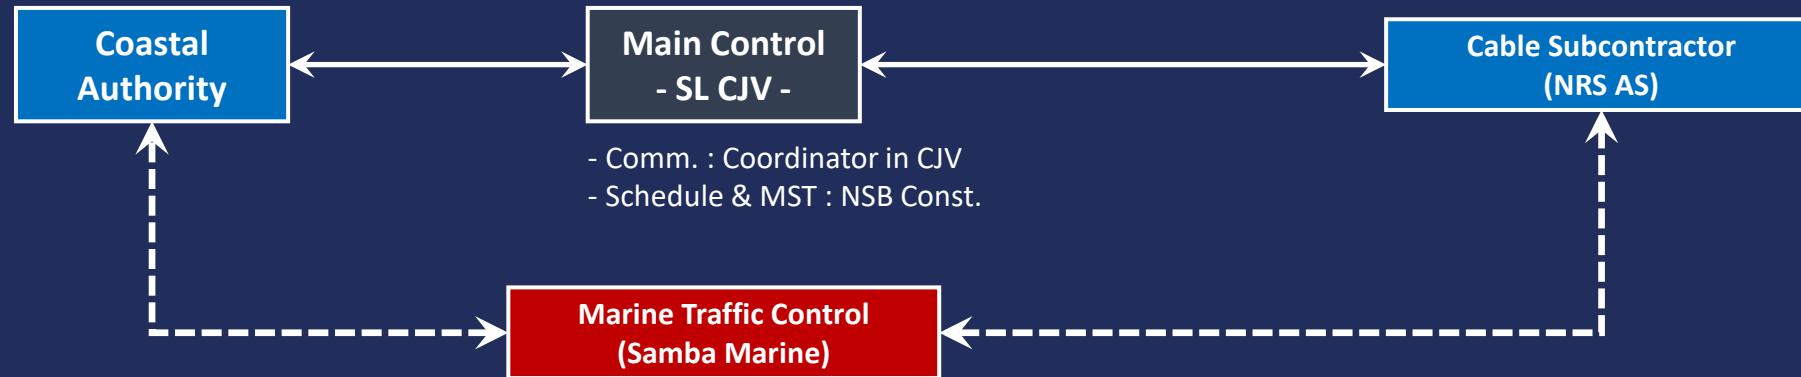 Coastal
Authority
Main Control
- SL CJV -
Cable Subcontractor
(NRS AS)
- Comm. : Coordinator in CJV
- Schedule & MST : NSB Const.
Marine Traffic Control
(Samba Marine)